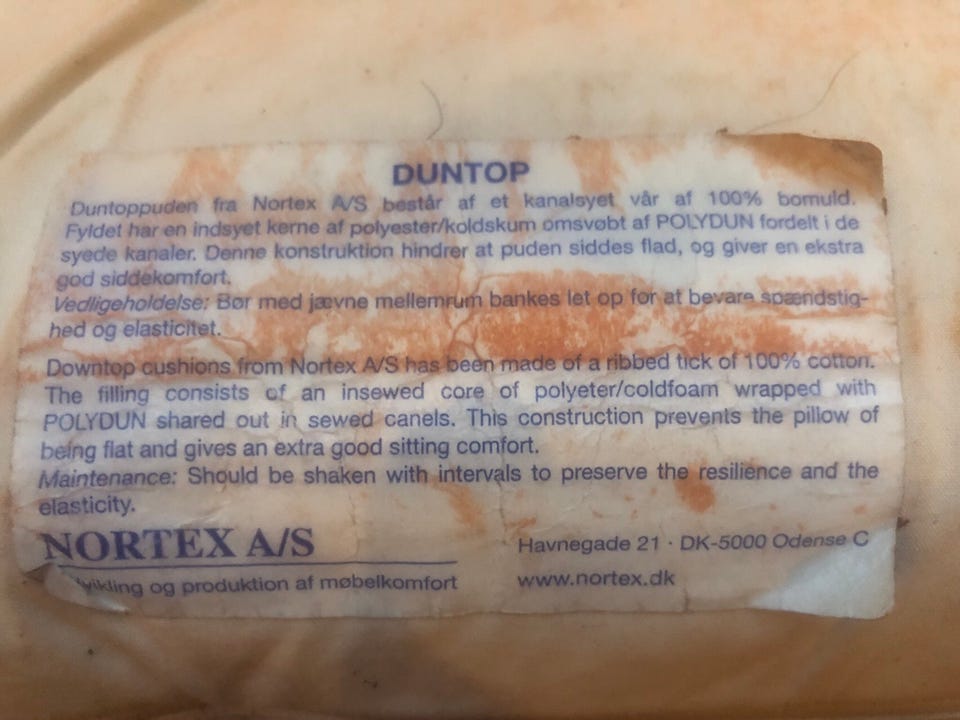 DUNTOP
Duntoppuden fra Nortex A/S består af et kanalsyet vår af 100% bomuld.
Fyldet har en indsyet kerne af polyester/koldskum omsvøbt af POLYDUN fordelt i de
syede kanaler. Denne konstruktion hindrer at puden siddes flad, og giver en ekstra
god siddekomfort.
Vedligeholdelse: Bør med jævne mellemrum bankes let op for at bevare spændstig-
hed og elasticitet.
Downtop cushions from Nortex A/S has been made of a ribbed tick of 100% cotton.
The filling consists of an insewed core of polyeter/coldfoam wrapped with
POLYDUN shared out in sewed canels. This construction prevents the pillow of
being flat and gives an extra good sitting comfort.
Maintenance: Should be shaken with intervals to preserve the resilience and the
elasticity.
NORTEX A/S
og produktion af møbelkomfort
Havnegade 21 · DK-5000 Odense C
www.nortex.dk